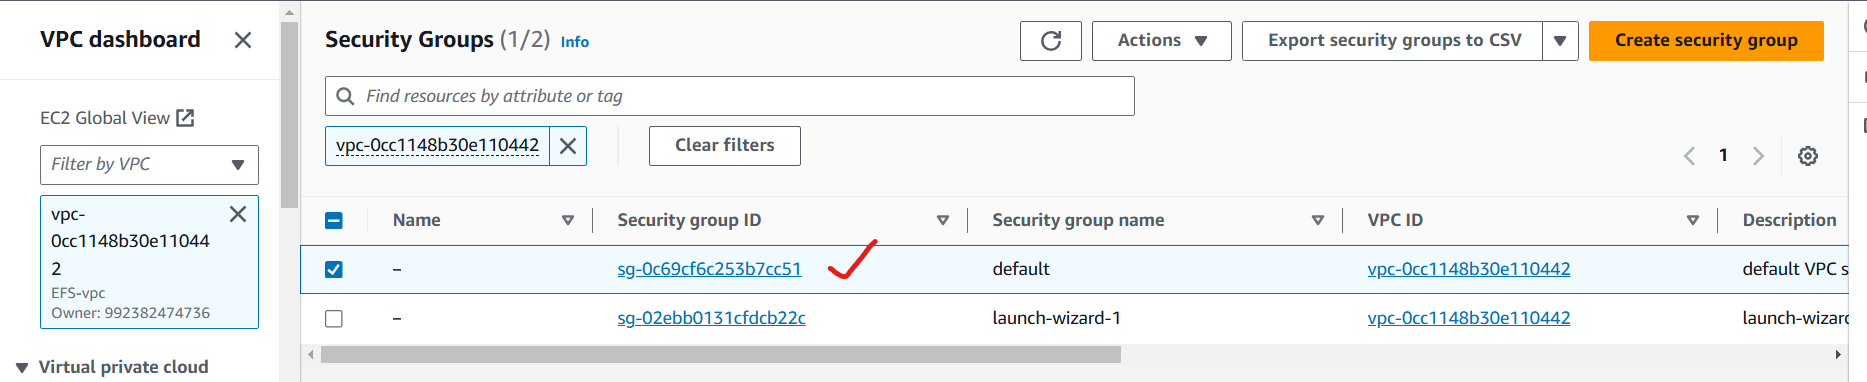 VPC dashboard
EC2 Global View
Filter by VPC
vpc-
0cc1148b30e11044
2
EFS-vpc
Owner: 992382474736
Virtual private cloud
Security Groups (1/2) Info
Actions
Export security groups to CSV
Create security group
Find resources by attribute or tag
vpc-0cc1148b30e110442
Clear filters
1
Name Security group ID Security group name VPC ID Description
– sg-0c69cf6c253b7cc51 default vpc-0cc1148b30e110442 default VPC s
– sg-02ebb0131cfdcb22c launch-wizard-1 vpc-0cc1148b30e110442 launch-wizard